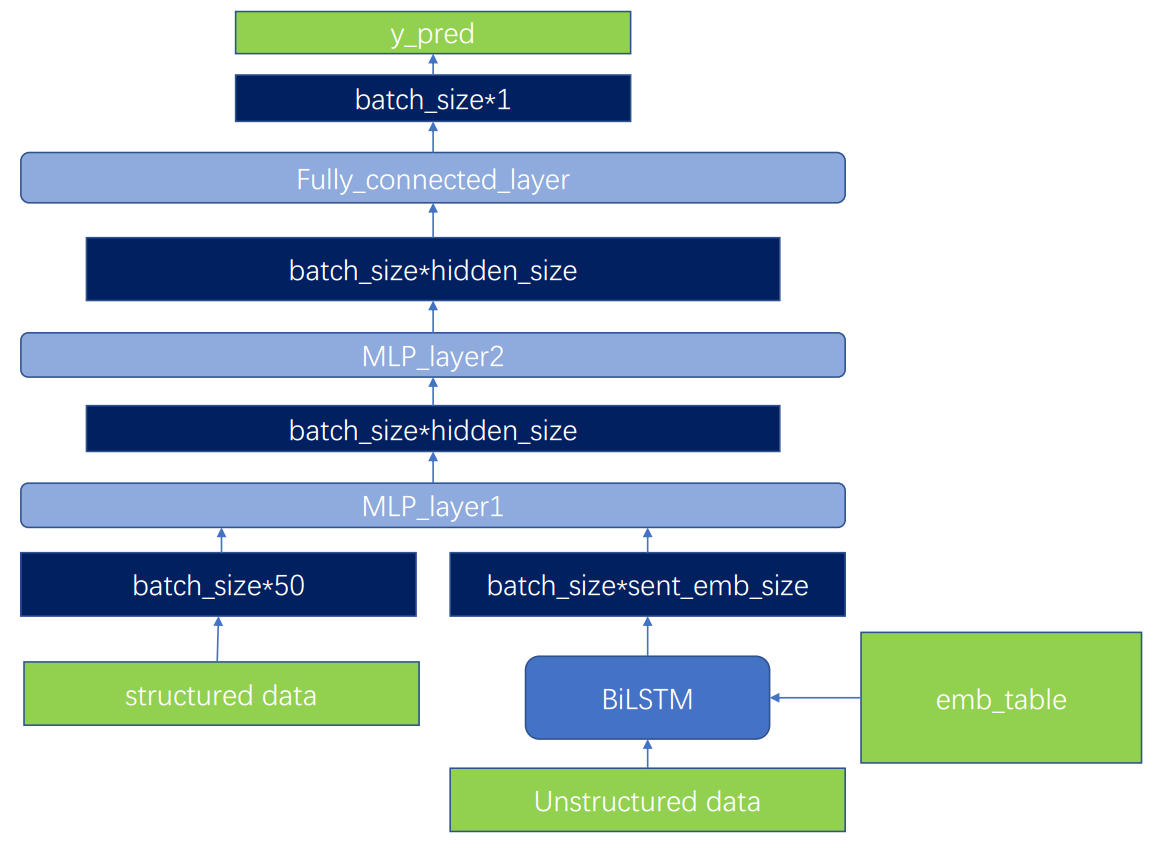 y_pred
batch_size*1
Fully_connected_layer
batch_size*hidden_size
MLP_layer2
batch_size*hidden_size
MLP_layer1
batch_size*50
batch_size*sent_emb_size
structured data
BiLSTM
emb_table
Unstructured data